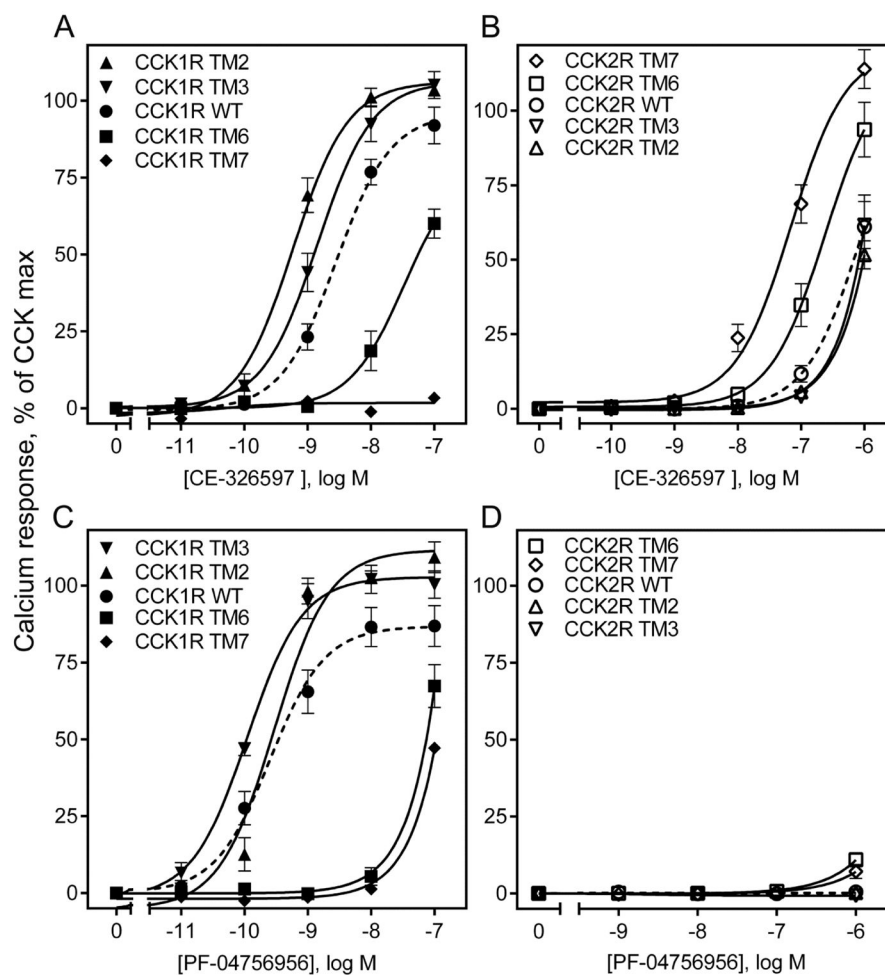 A
CCK1R TM2
CCK1R TM3
CCK1R WT
CCK1R TM6
CCK1R TM7
100
75
50
25
0
0 -11 -10 -9 -8 -7
[CE-326597 ], log M
B
CCK2R TM7
CCK2R TM6
CCK2R WT
CCK2R TM3
CCK2R TM2
100
75
50
25
0
0 -10 -9 -8 -7 -6
[CE-326597 ], log M
Calcium response, % of CCK max
C
CCK1R TM3
CCK1R TM2
CCK1R WT
CCK1R TM6
CCK1R TM7
100
75
50
25
0
0 -11 -10 -9 -8 -7
[PF-04756956], log M
D
CCK2R TM6
CCK2R TM7
CCK2R WT
CCK2R TM2
CCK2R TM3
100
75
50
25
0
0 -9 -8 -7 -6
[PF-04756956], log M